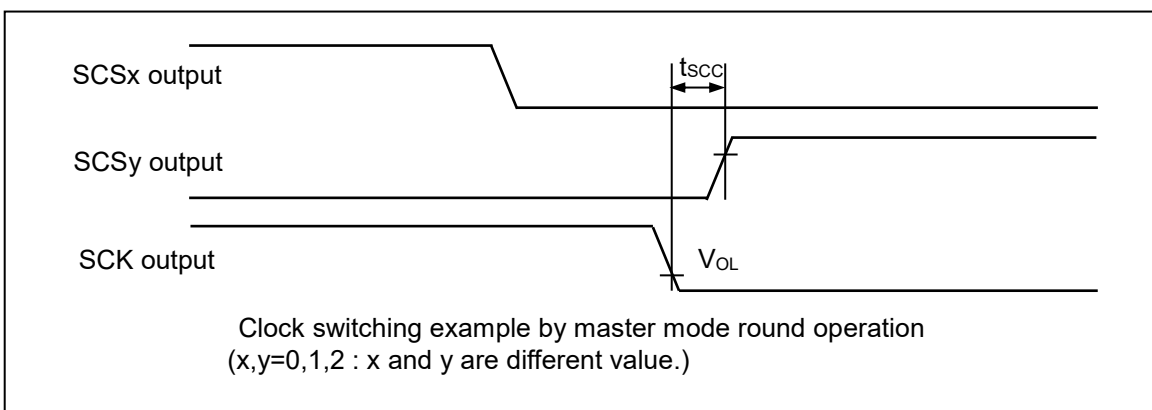 SCSx output
tSCC
SCSy output
SCK output
VOL
Clock switching example by master mode round operation
(x,y=0,1,2 : x and y are different value.)